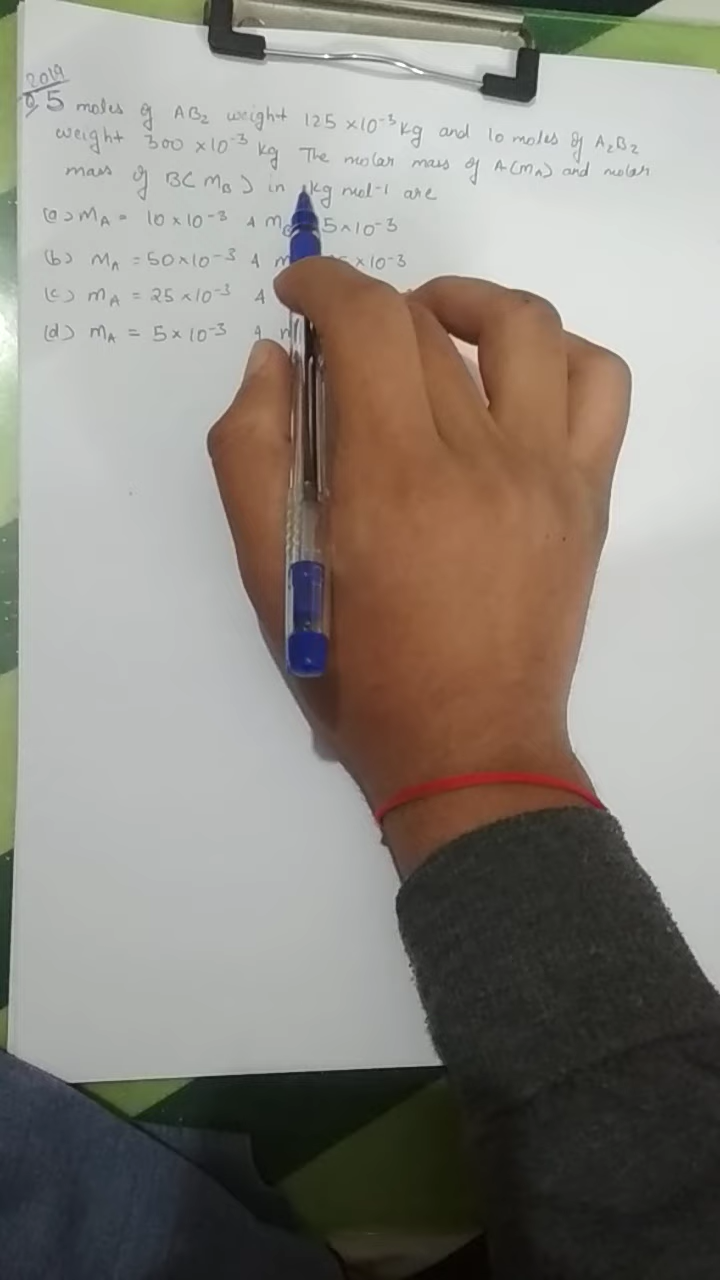 2019
Q 5 moles of AB2 weight 125 ×10-3 kg and 10 moles of A2B2
weight 300 ×10-3 kg The molar mass of A(MA) and molar
mass of B( MB ) in kg mol-1 are
(a) MA = 10×10-3 & M 5×10-3
(b) MA = 50×10-3 & M ×10-3
(c) MA = 25×10-3 &
(d) MA = 5×10-3 &